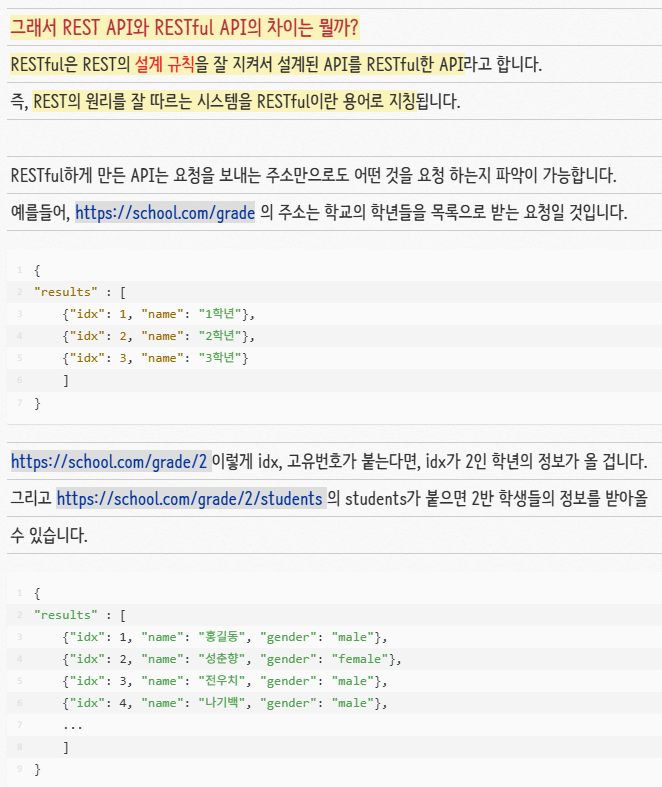 그래서 REST API와 RESTful API의 차이는 뭘까?
RESTful은 REST의 설계 규칙을 잘 지켜서 설계된 API를 RESTful한 API라고 합니다.
즉, REST의 원리를 잘 따르는 시스템을 RESTful이란 용어로 지칭됩니다.
RESTful하게 만든 API는 요청을 보내는 주소만으로도 어떤 것을 요청 하는지 파악이 가능합니다.
예를들어, https://school.com/grade 의 주소는 학교의 학년들을 목록으로 받는 요청일 것입니다.
1 {
2 "results" : [
3 {"idx": 1, "name": "1학년"},
4 {"idx": 2, "name": "2학년"},
5 {"idx": 3, "name": "3학년"}
6 ]
7 }
https://school.com/grade/2 이렇게 idx, 고유번호가 붙는다면, idx가 2인 학년의 정보가 올 겁니다.
그리고 https://school.com/grade/2/students 의 students가 붙으면 2반 학생들의 정보를 받아올
수 있습니다.
1 {
2 "results" : [
3 {"idx": 1, "name": "홍길동", "gender": "male"},
4 {"idx": 2, "name": "성춘향", "gender": "female"},
5 {"idx": 3, "name": "전우치", "gender": "male"},
6 {"idx": 4, "name": "나기백", "gender": "male"},
7 ...
8 ]
9 }